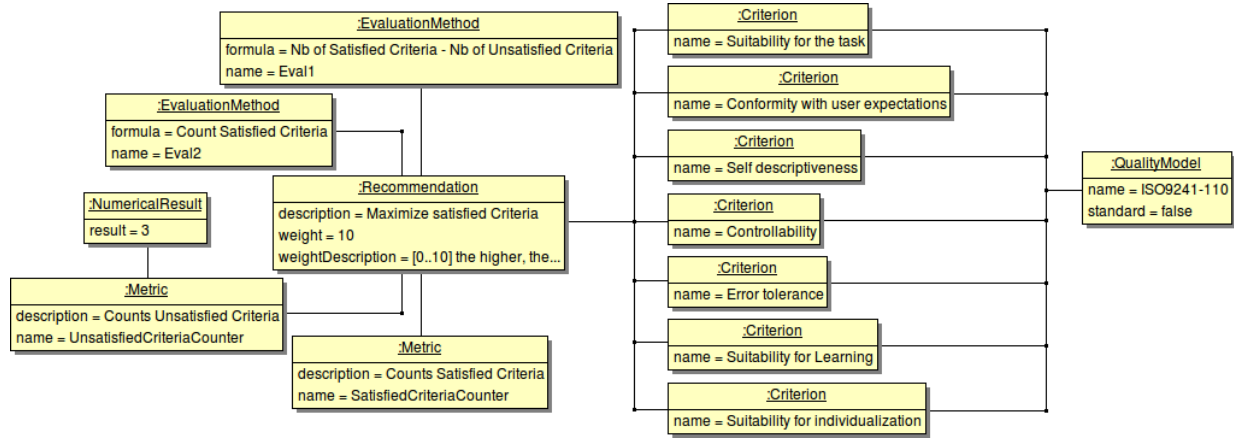 :EvaluationMethod
formula = Nb of Satisfied Criteria - Nb of Unsatisfied Criteria
name = Eval1
:EvaluationMethod
formula = Count Satisfied Criteria
name = Eval2
:NumericalResult
result = 3
:Recommendation
description = Maximize satisfied Criteria
weight = 10
weightDescription = [0..10] the higher, the...
:Metric
description = Counts Unsatisfied Criteria
name = UnsatisfiedCriteriaCounter
:Metric
description = Counts Satisfied Criteria
name = SatisfiedCriteriaCounter
:Criterion
name = Suitability for the task
:Criterion
name = Conformity with user expectations
:Criterion
name = Self descriptiveness
:Criterion
name = Controllability
:Criterion
name = Error tolerance
:Criterion
name = Suitability for Learning
:Criterion
name = Suitability for individualization
:QualityModel
name = ISO9241-110
standard = false